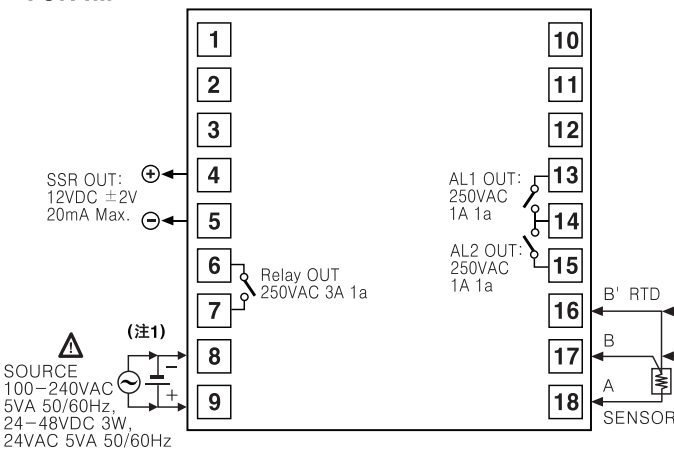 1
2
3
4
5
6
7
8
9
10
11
12
13
14
15
16
17
18
SSR OUT:
12VDC ±2V
20mA Max.
+
−
Relay OUT
250VAC 3A 1a
(注1)
−
+
SOURCE
100-240VAC
5VA 50/60Hz,
24-48VDC 3W,
24VAC 5VA 50/60Hz
AL1 OUT:
250VAC
1A 1a
AL2 OUT:
250VAC
1A 1a
B' RTD
B
A
SENSOR